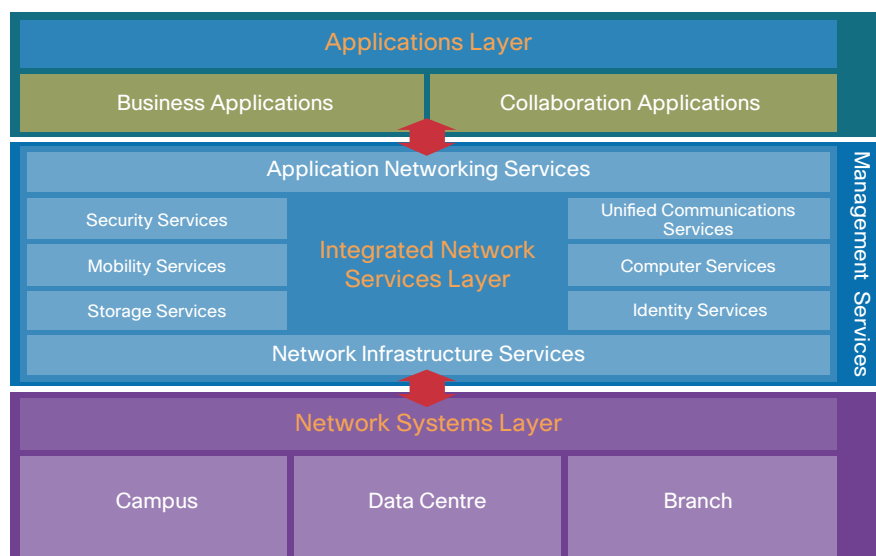 Applications Layer
Business Applications
Collaboration Applications
Application Networking Services
Security Services
Mobility Services
Storage Services
Integrated Network
Services Layer
Unified Communications
Services
Computer Services
Identity Services
Network Infrastructure Services
Management Services
Network Systems Layer
Campus
Data Centre
Branch